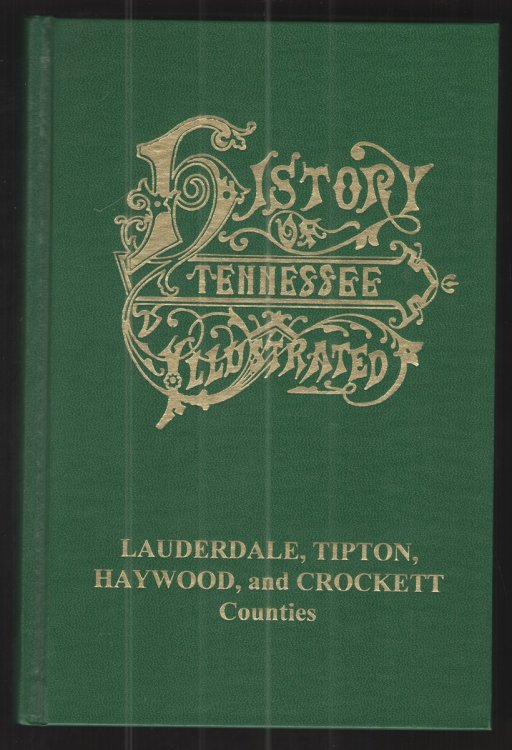 HISTORY
OF
TENNESSEE
ILLUSTRATED
LAUDERDALE, TIPTON,
HAYWOOD, and CROCKETT
Counties